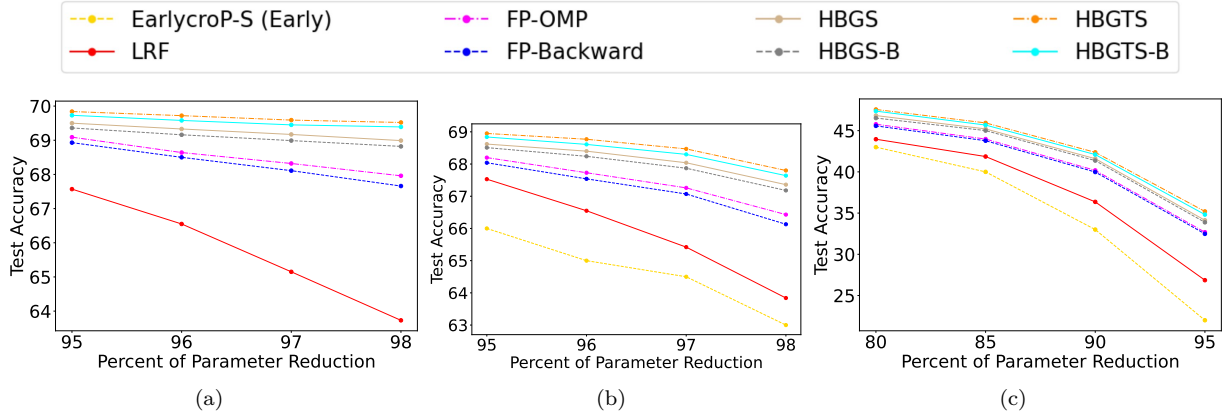 EarlycroP-S (Early) FP-OMP HBGS HBGTS
LRF FP-Backward HBGS-B HBGTS-B
70
69
68
67
66
65
64
Test Accuracy
95 96 97 98
Percent of Parameter Reduction
(a)
69
68
67
66
65
64
63
Test Accuracy
95 96 97 98
Percent of Parameter Reduction
(b)
45
40
35
30
25
Test Accuracy
80 85 90 95
Percent of Parameter Reduction
(c)